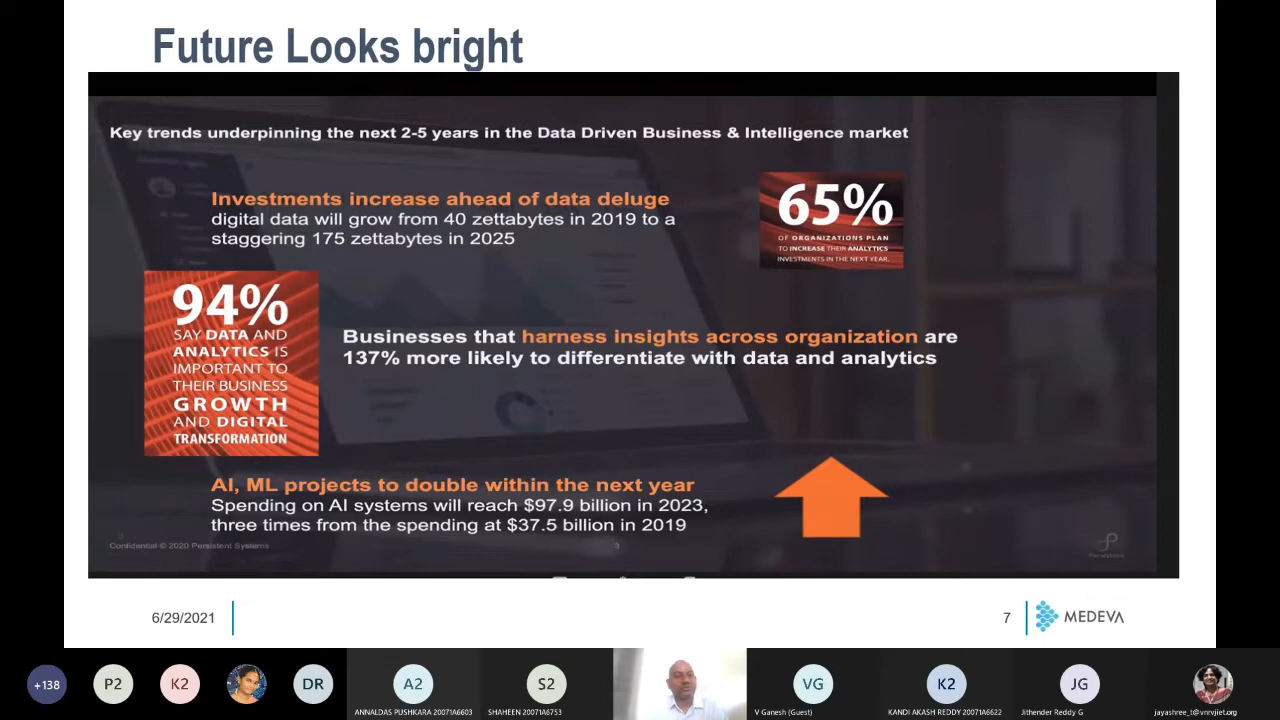 Future Looks bright
Key trends underpinning the next 2-5 years in the Data Driven Business & Intelligence market
Investments increase ahead of data deluge
digital data will grow from 40 zettabytes in 2019 to a
staggering 175 zettabytes in 2025
65%
OF ORGANIZATIONS PLAN
TO INCREASE THEIR ANALYTICS
INVESTMENTS IN THE NEXT YEAR.
94%
SAY DATA AND
ANALYTICS IS
IMPORTANT TO
THEIR BUSINESS
GROWTH
AND DIGITAL
TRANSFORMATION
Businesses that harness insights across organization are
137% more likely to differentiate with data and analytics
AI, ML projects to double within the next year
Spending on AI systems will reach $97.9 billion in 2023,
three times from the spending at $37.5 billion in 2019
Confidential © 2020 Persistent Systems
Persistent
6/29/2021
7
MEDEVA
+138
P2
K2
DR
A2
ANNALDAS PUSHKARA 20071A6603
S2
SHAHEEN 20071A6753
VG
V Ganesh (Guest)
K2
KANDI AKASH REDDY 20071A6622
JG
Jithender Reddy G
jayashree_t@vnrvjiet.org